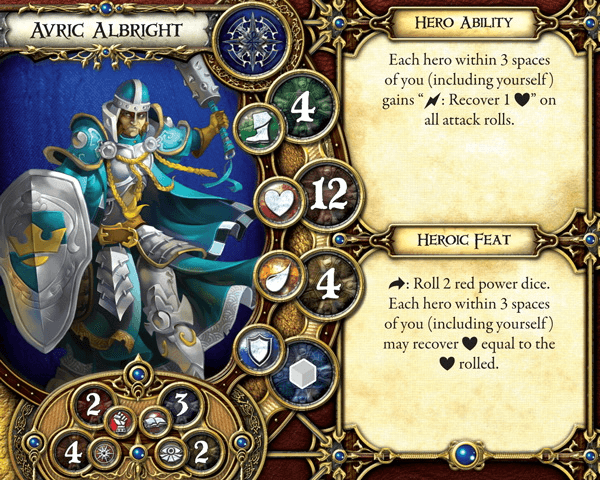 Avric Albright
4
12
4
2
3
4
2
Hero Ability
Each hero within 3 spaces
of you (including yourself)
gains “ : Recover 1 ♥” on
all attack rolls.
Heroic Feat
: Roll 2 red power dice.
Each hero within 3 spaces
of you (including yourself)
may recover ♥ equal to the
♥ rolled.